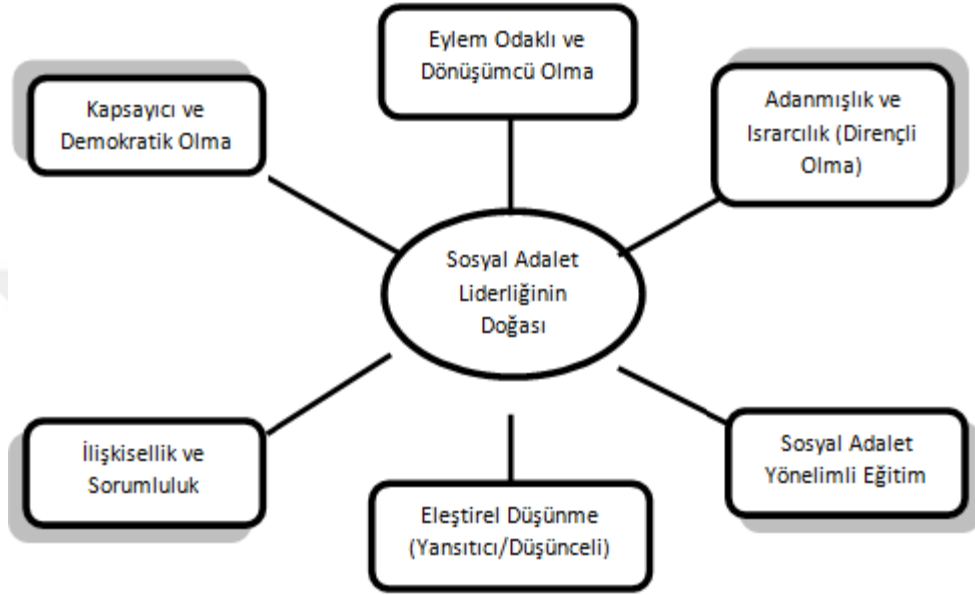 Eylem Odaklı ve
Dönüşümcü Olma
Kapsayıcı ve
Demokratik Olma
Adanmışlık ve
Israrcılık (Dirençli
Olma)
Sosyal Adalet
Liderliğinin
Doğası
İlişkisellik ve
Sorumluluk
Eleştirel Düşünme
(Yansıtıcı/Düşünceli)
Sosyal Adalet
Yönelimli Eğitim